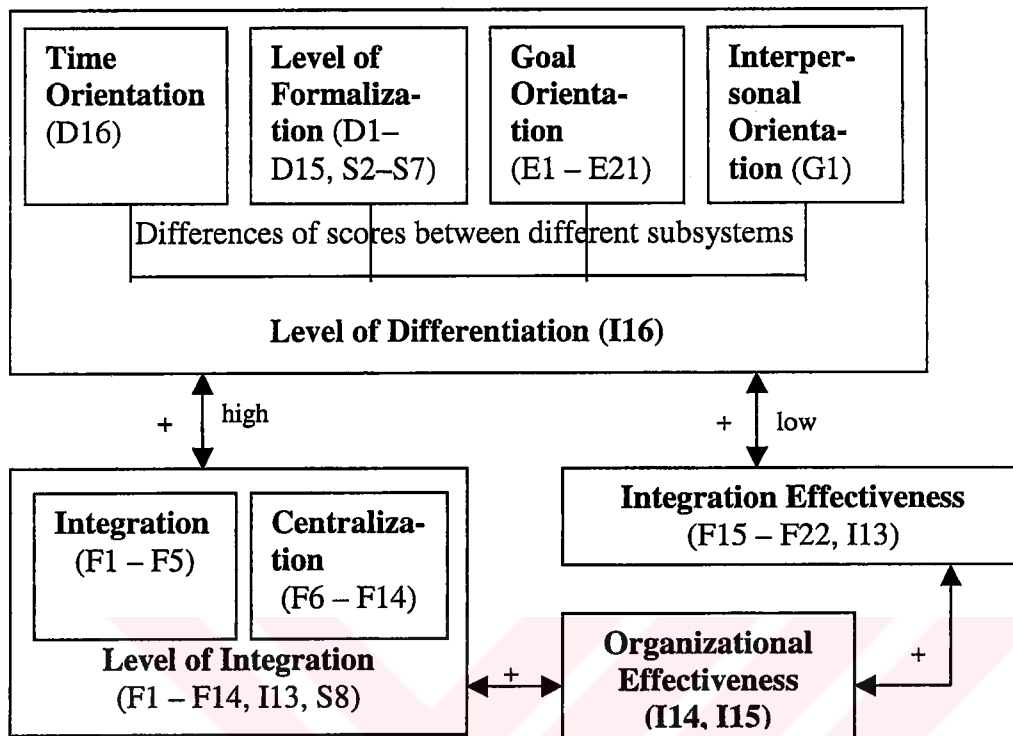 Time
Orientation
(D16)
Level of
Formaliza-
tion (D1–
D15, S2–S7)
Goal
Orienta-
tion
(E1 – E21)
Interper-
sonal
Orienta-
tion (G1)
Differences of scores between different subsystems
Level of Differentiation (I16)
+
high
+
low
Integration
(F1 – F5)
Centraliza-
tion
(F6 – F14)
Level of Integration
(F1 – F14, I13, S8)
Integration Effectiveness
(F15 – F22, I13)
+
Organizational
Effectiveness
(I14, I15)
+